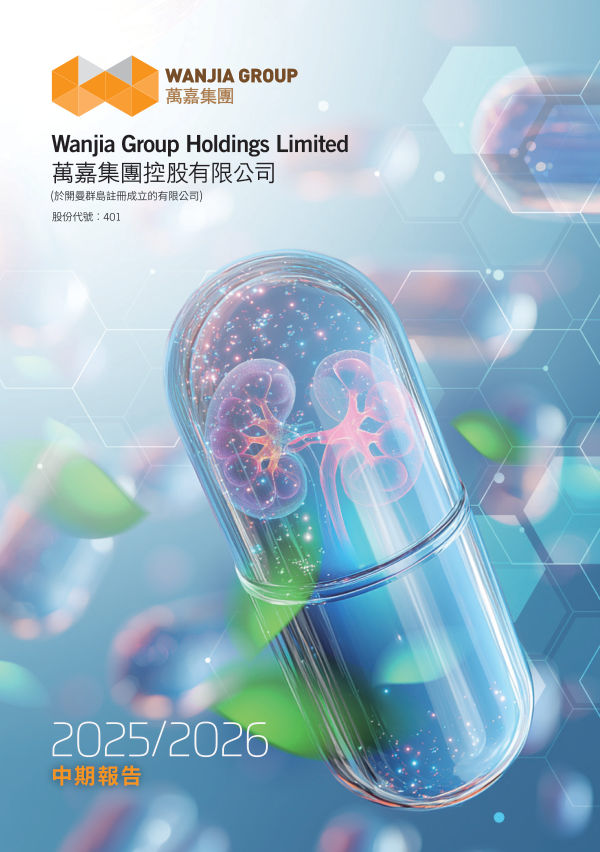 WANJIA GROUP
萬嘉集團
Wanjia Group Holdings Limited
萬嘉集團控股有限公司
(於開曼群島註冊成立的有限公司)
股份代號：401
2025/2026
中期報告